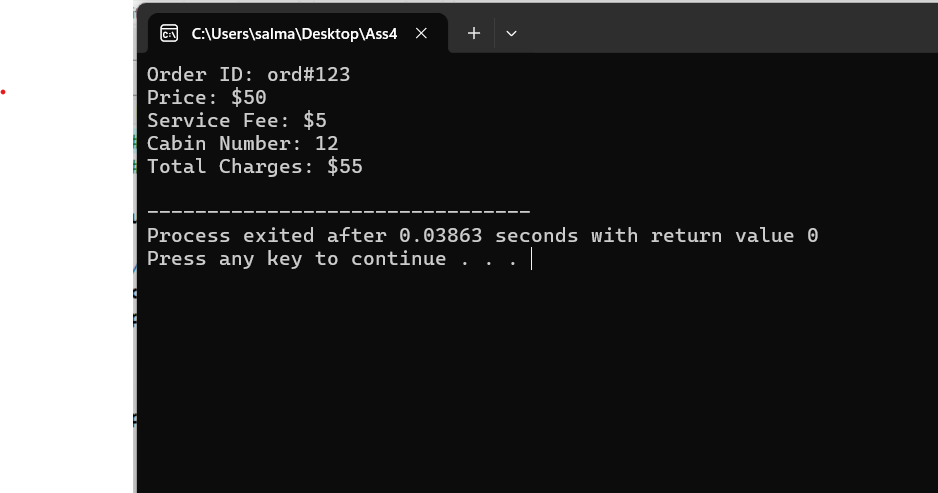 C:\Users\salma\Desktop\Ass4
Order ID: ord#123
Price: $50
Service Fee: $5
Cabin Number: 12
Total Charges: $55
--------------------------------
Process exited after 0.03863 seconds with return value 0
Press any key to continue . . .